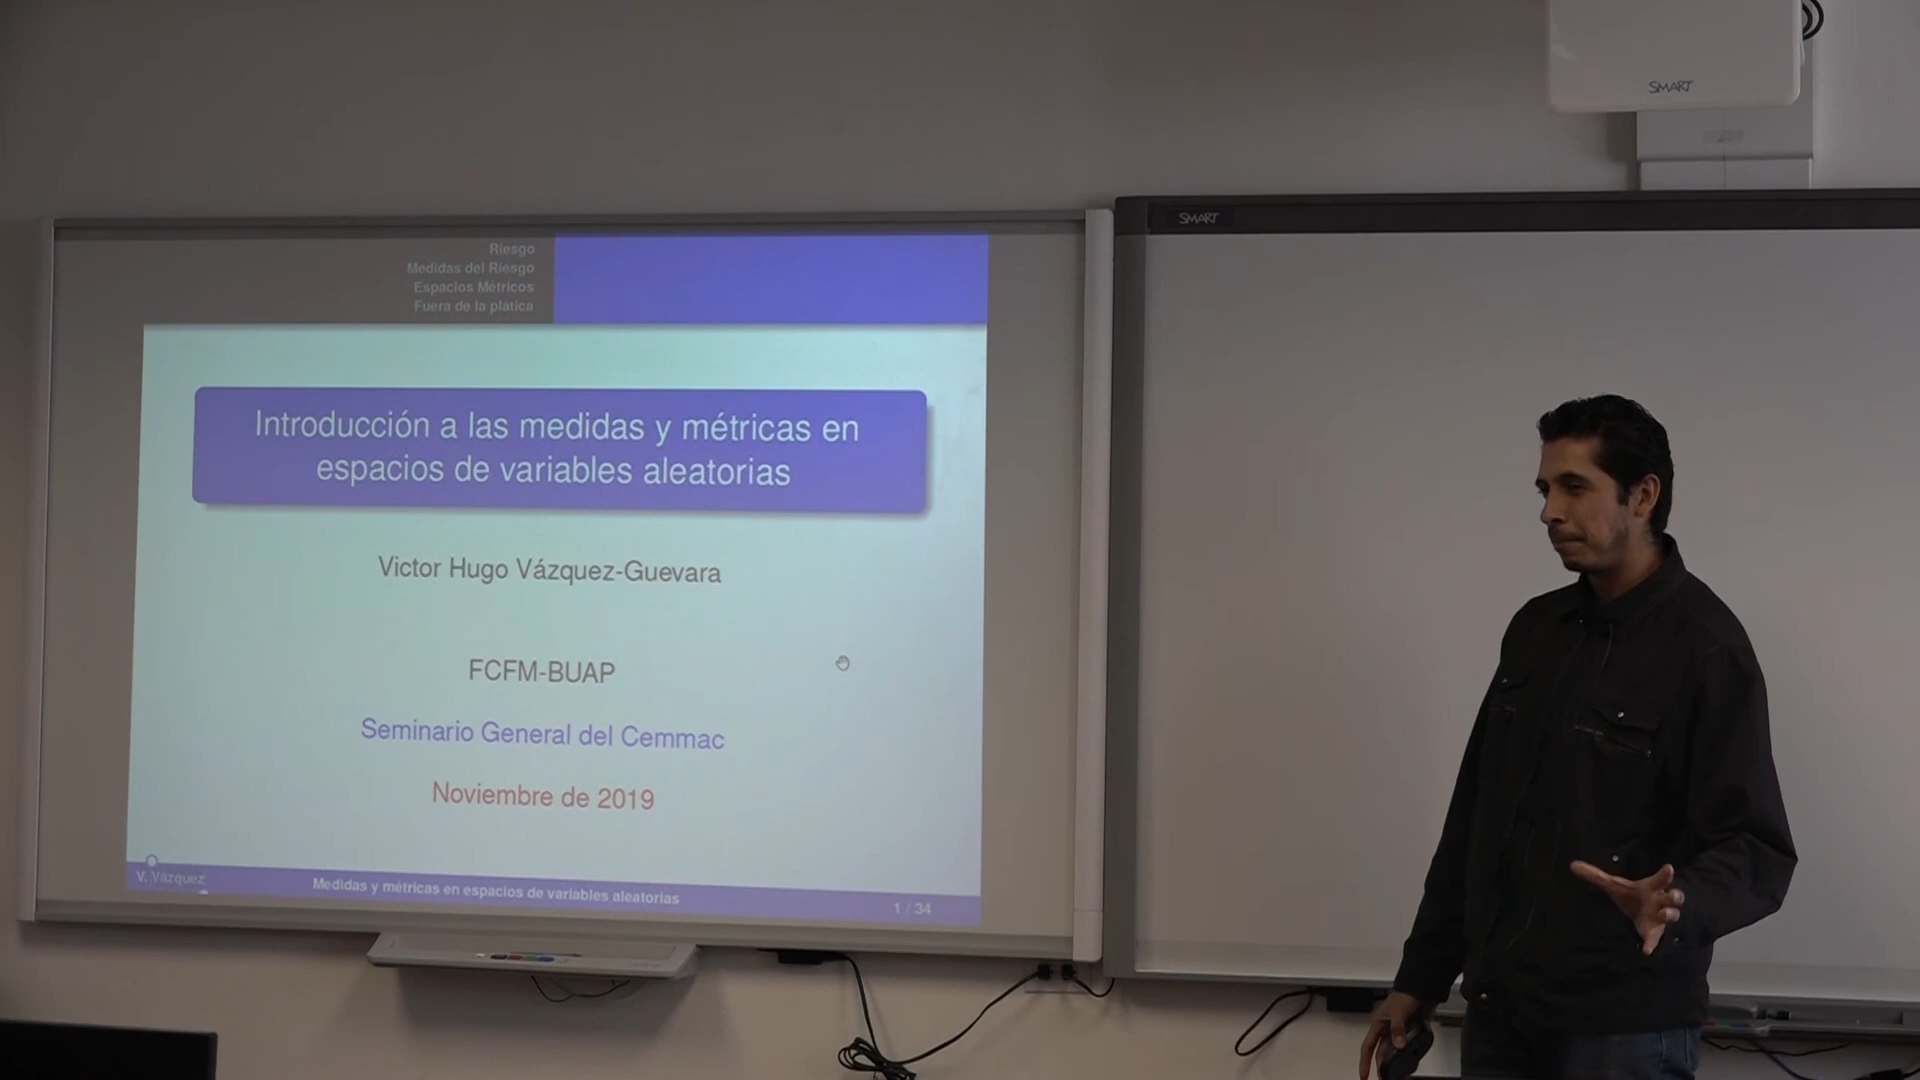 SMART
SMART
Riesgo
Medidas del Riesgo
Espacios Métricos
Fuera de la plática
Introducción a las medidas y métricas en
espacios de variables aleatorias
Victor Hugo Vázquez-Guevara
FCFM-BUAP
Seminario General del Cemmac
Noviembre de 2019
V. Vázquez
Medidas y métricas en espacios de variables aleatorias
1 / 34